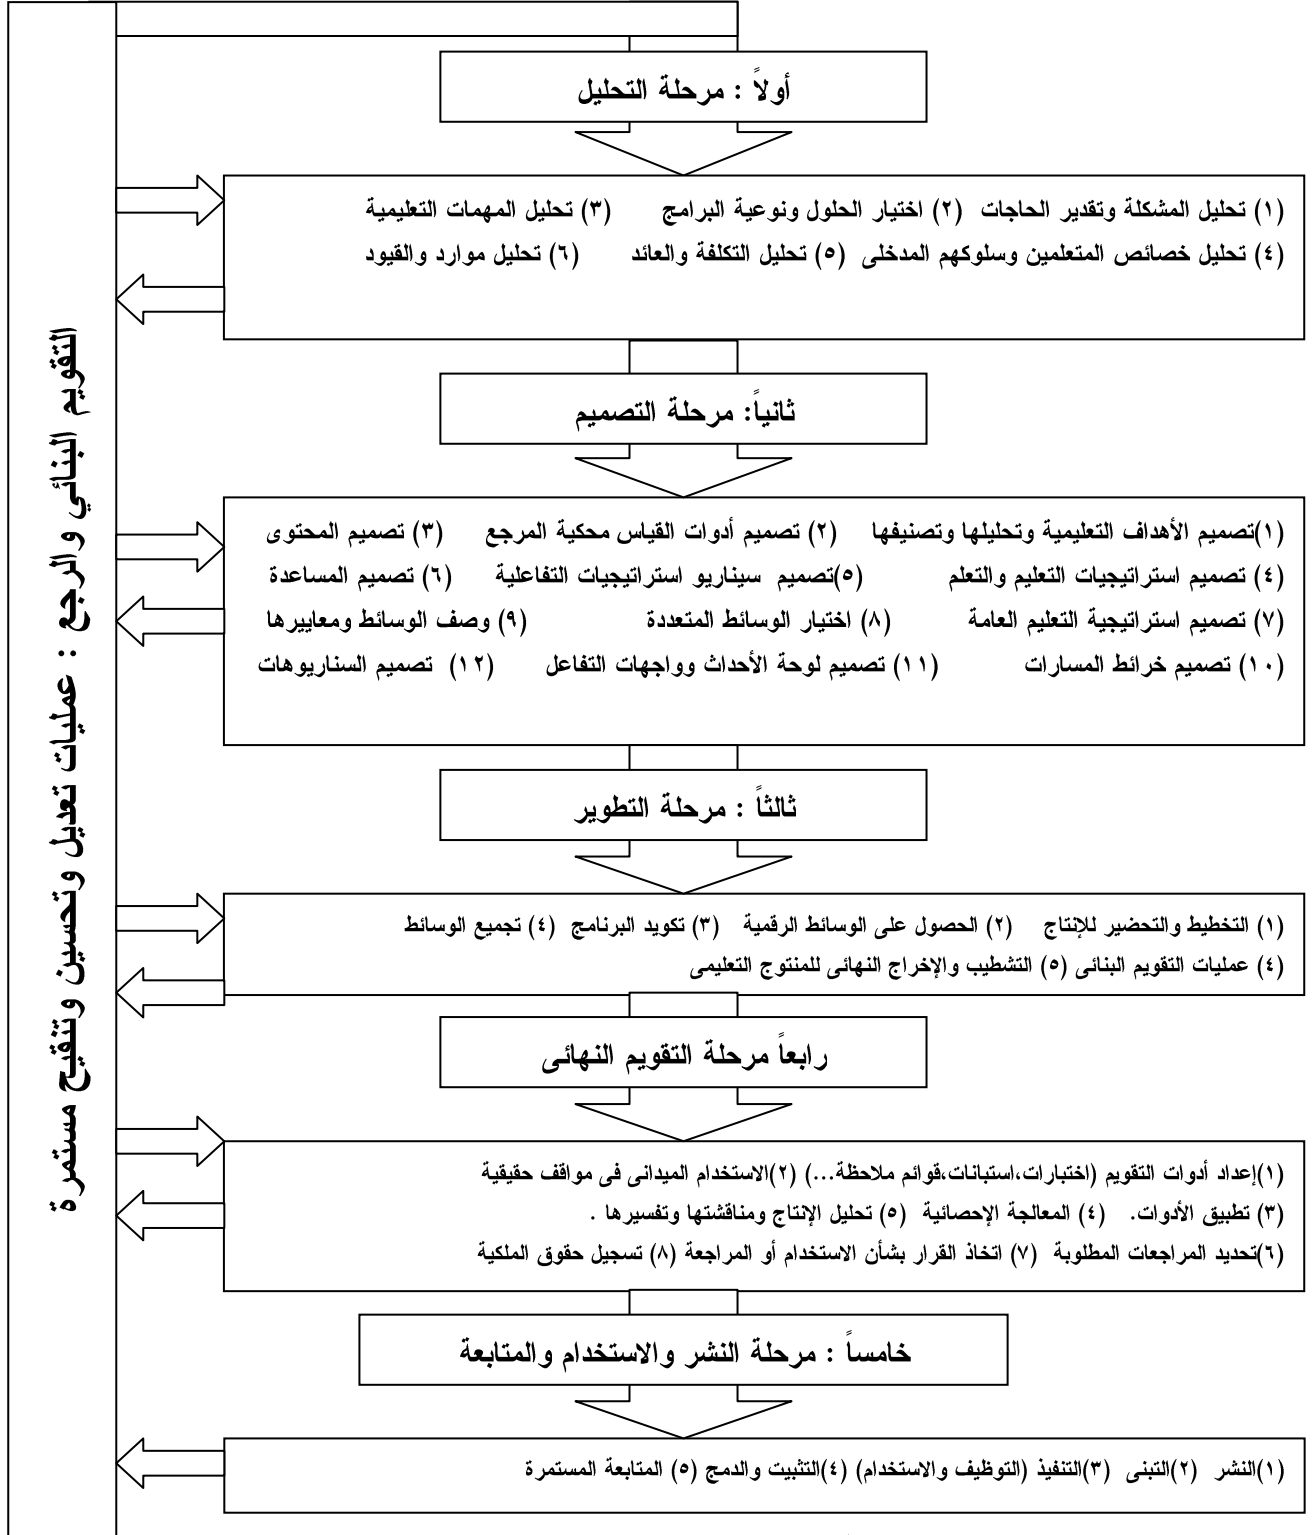 أولاً : مرحلة التحليل
(١) تحليل المشكلة وتقدير الحاجات (٢) اختيار الحلول ونوعية البرامج (٣) تحليل المهمات التعليمية
(٤) تحليل خصائص المتعلمين وسلوكهم المدخلى (٥) تحليل التكلفة والعائد (٦) تحليل موارد والقيود
ثانياً: مرحلة التصميم
(١)تصميم الأهداف التعليمية وتحليلها وتصنيفها (٢) تصميم أدوات القياس محكية المرجع (٣) تصميم المحتوى
(٤) تصميم استراتيجيات التعليم والتعلم (٥)تصميم سيناريو استراتيجيات التفاعلية (٦) تصميم المساعدة
(٧) تصميم استراتيجية التعليم العامة (٨) اختيار الوسائط المتعددة (٩) وصف الوسائط ومعاييرها
(١٠) تصميم خرائط المسارات (١١) تصميم لوحة الأحداث وواجهات التفاعل (١٢) تصميم السناريوهات
ثالثاً : مرحلة التطوير
(١) التخطيط والتحضير للإنتاج (٢) الحصول على الوسائط الرقمية (٣) تكويد البرنامج (٤) تجميع الوسائط
(٤) عمليات التقويم البنائى (٥) التشطيب والإخراج النهائى للمنتوج التعليمى
رابعاً مرحلة التقويم النهائى
(١)إعداد أدوات التقويم (اختبارات،استبانات،قوائم ملاحظة...) (٢)الاستخدام الميدانى فى مواقف حقيقية
(٣) تطبيق الأدوات. (٤) المعالجة الإحصائية (٥) تحليل الإنتاج ومناقشتها وتفسيرها .
(٦)تحديد المراجعات المطلوبة (٧) اتخاذ القرار بشأن الاستخدام أو المراجعة (٨) تسجيل حقوق الملكية
خامساً : مرحلة النشر والاستخدام والمتابعة
(١)النشر (٢)التبنى (٣)التنفيذ (التوظيف والاستخدام) (٤)التثبيت والدمج (٥) المتابعة المستمرة
التقويم البنائي والرجع : عمليات تعديل وتحسين وتنقيح مستمرة